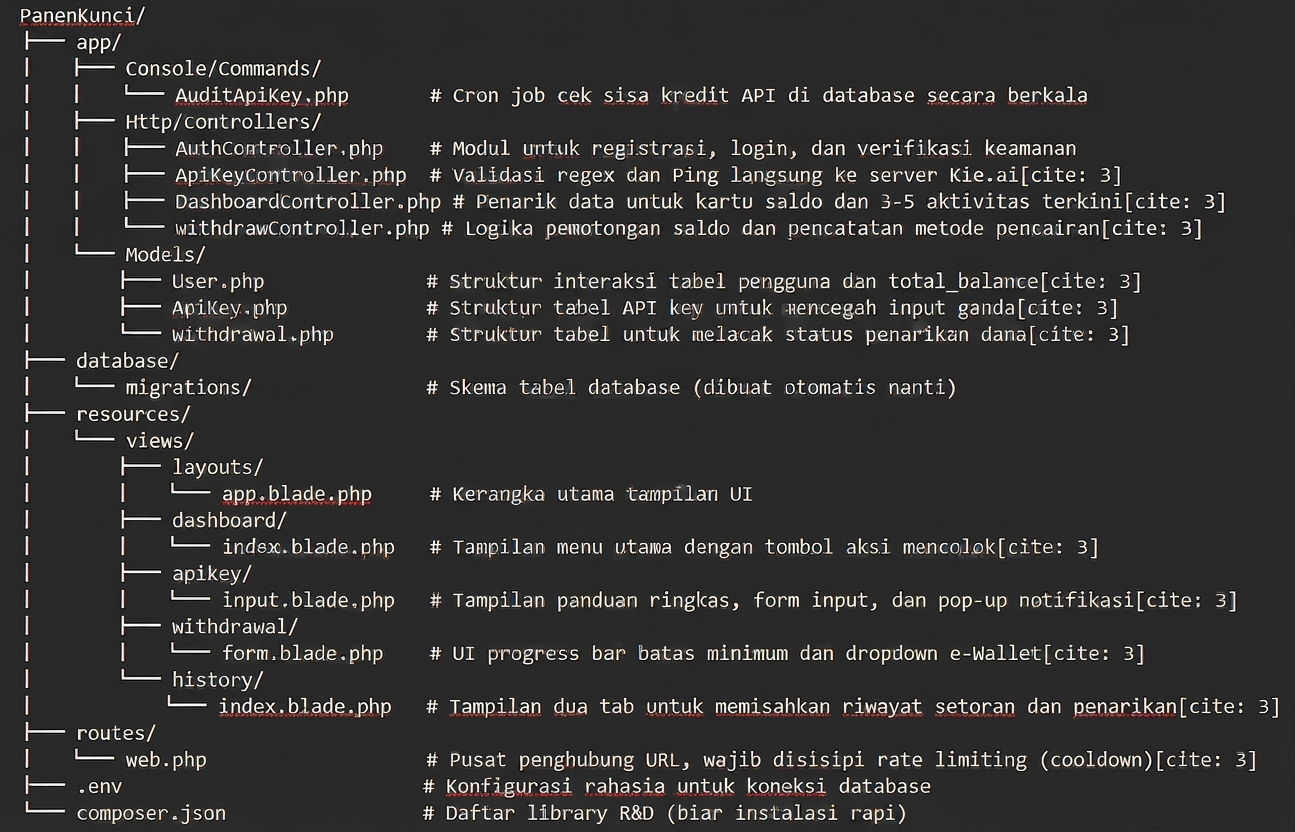 PanenKunci/
├── app/
│   ├── Console/Commands/
│   │   └── AuditApiKey.php       # Cron job cek sisa kredit API di database secara berkala
│   ├── Http/controllers/
│   │   ├── AuthController.php    # Modul untuk registrasi, login, dan verifikasi keamanan
│   │   ├── ApiKeyController.php  # Validasi regex dan Ping langsung ke server Kie.ai[cite: 3]
│   │   ├── DashboardController.php # Penarik data untuk kartu saldo dan 3-5 aktivitas terkini[cite: 3]
│   │   └── withdrawController.php # Logika pemotongan saldo dan pencatatan metode pencairan[cite: 3]
│   └── Models/
│       ├── User.php              # Struktur interaksi tabel pengguna dan total_balance[cite: 3]
│       ├── ApiKey.php            # Struktur tabel API key untuk mencegah input ganda[cite: 3]
│       └── withdrawal.php        # Struktur tabel untuk melacak status penarikan dana[cite: 3]
├── database/
│   └── migrations/               # Skema tabel database (dibuat otomatis nanti)
├── resources/
│   └── views/
│       ├── layouts/
│       │   └── app.blade.php     # Kerangka utama tampilan UI
│       ├── dashboard/
│       │   └── index.blade.php   # Tampilan menu utama dengan tombol aksi mencolok[cite: 3]
│       ├── apikey/
│       │   └── input.blade.php   # Tampilan panduan ringkas, form input, dan pop-up notifikasi[cite: 3]
│       ├── withdrawal/
│       │   └── form.blade.php    # UI progress bar batas minimum dan dropdown e-Wallet[cite: 3]
│       └── history/
│           └── index.blade.php   # Tampilan dua tab untuk memisahkan riwayat setoran dan penarikan[cite: 3]
├── routes/
│   └── web.php                   # Pusat penghubung URL, wajib disisipi rate limiting (cooldown)[cite: 3]
├── .env                          # Konfigurasi rahasia untuk koneksi database
└── composer.json                 # Daftar library R&D (biar instalasi rapi)